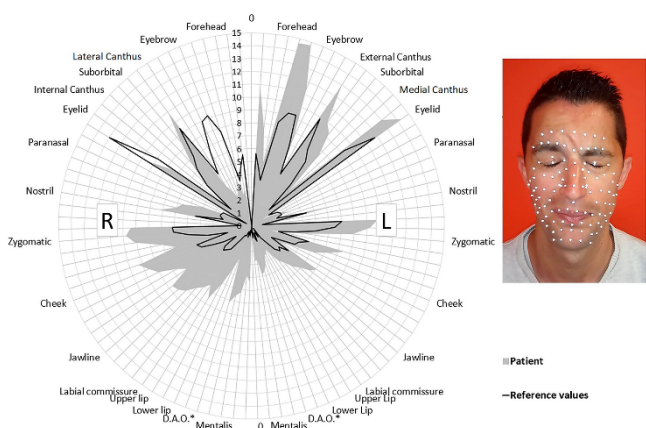 0
Forehead
Forehead
Eyebrow
Eyebrow
Lateral Canthus
External Canthus
Suborbital
Suborbital
Internal Canthus
Medial Canthus
Eyelid
Eyelid
Paranasal
Paranasal
Nostril
Nostril
R
L
Zygomatic
Zygomatic
Cheek
Cheek
Jawline
Jawline
Labial commissure
Labial commissure
Upper lip
Upper Lip
Lower lip
Lower Lip
D.A.O.*
D.A.O.*
Mentalis
0
Mentalis
15
14
13
12
11
10
9
8
7
6
5
4
3
2
1
0
Patient
Reference values